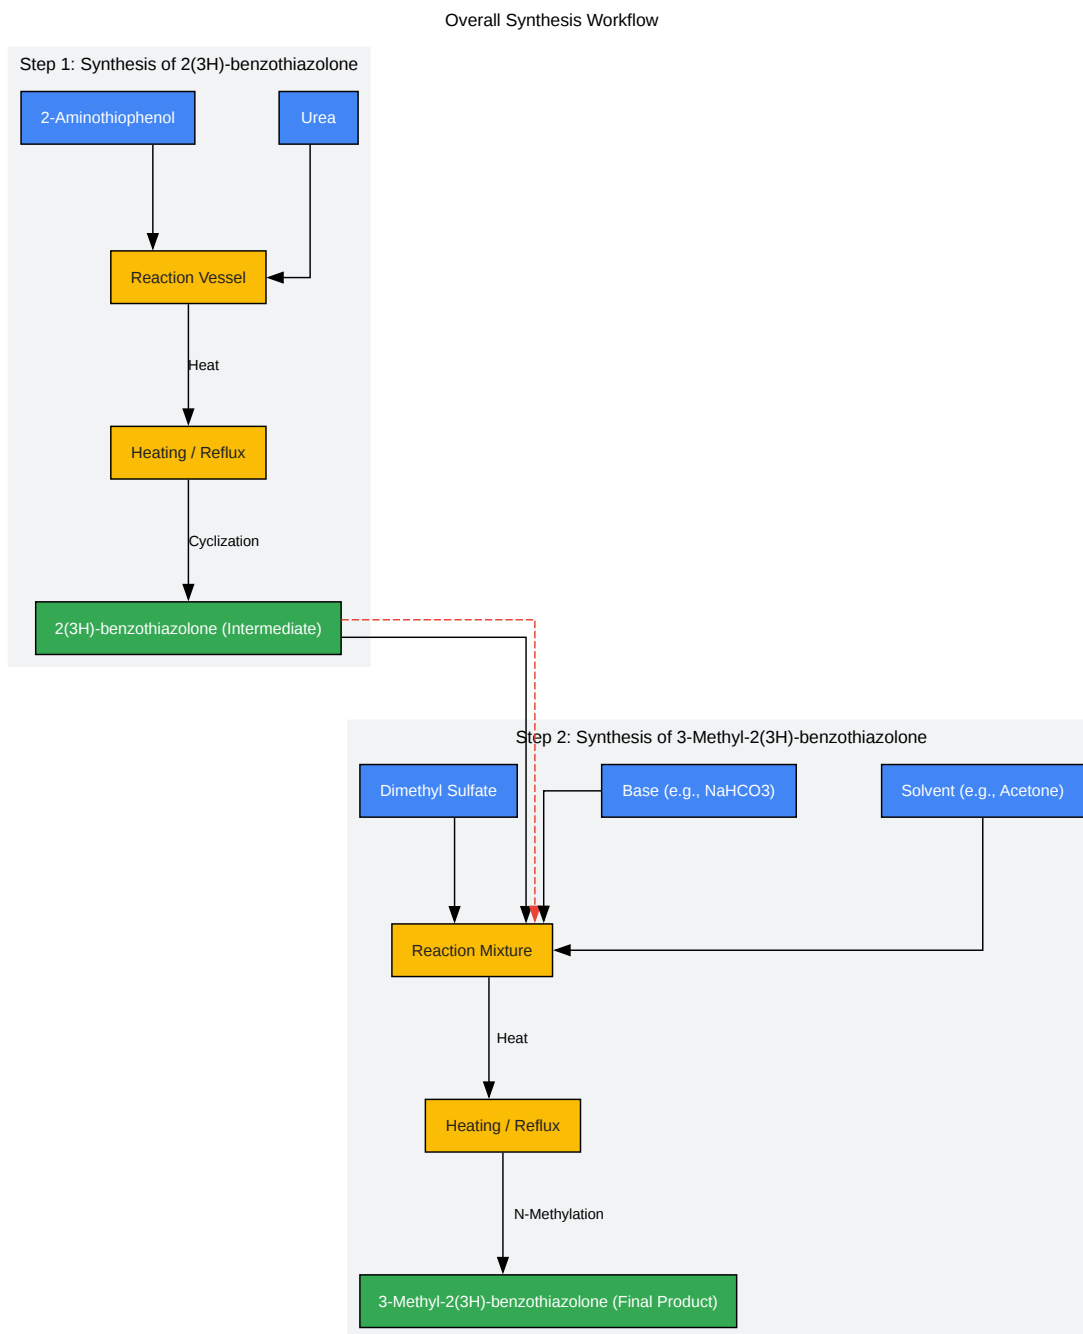 Overall Synthesis Workflow
Step 1: Synthesis of 2(3H)-benzothiazolone
2-Aminothiophenol
Urea
Reaction Vessel
Heat
Heating / Reflux
Cyclization
2(3H)-benzothiazolone (Intermediate)
Step 2: Synthesis of 3-Methyl-2(3H)-benzothiazolone
Dimethyl Sulfate
Base (e.g., NaHCO3)
Solvent (e.g., Acetone)
Reaction Mixture
Heat
Heating / Reflux
N-Methylation
3-Methyl-2(3H)-benzothiazolone (Final Product)